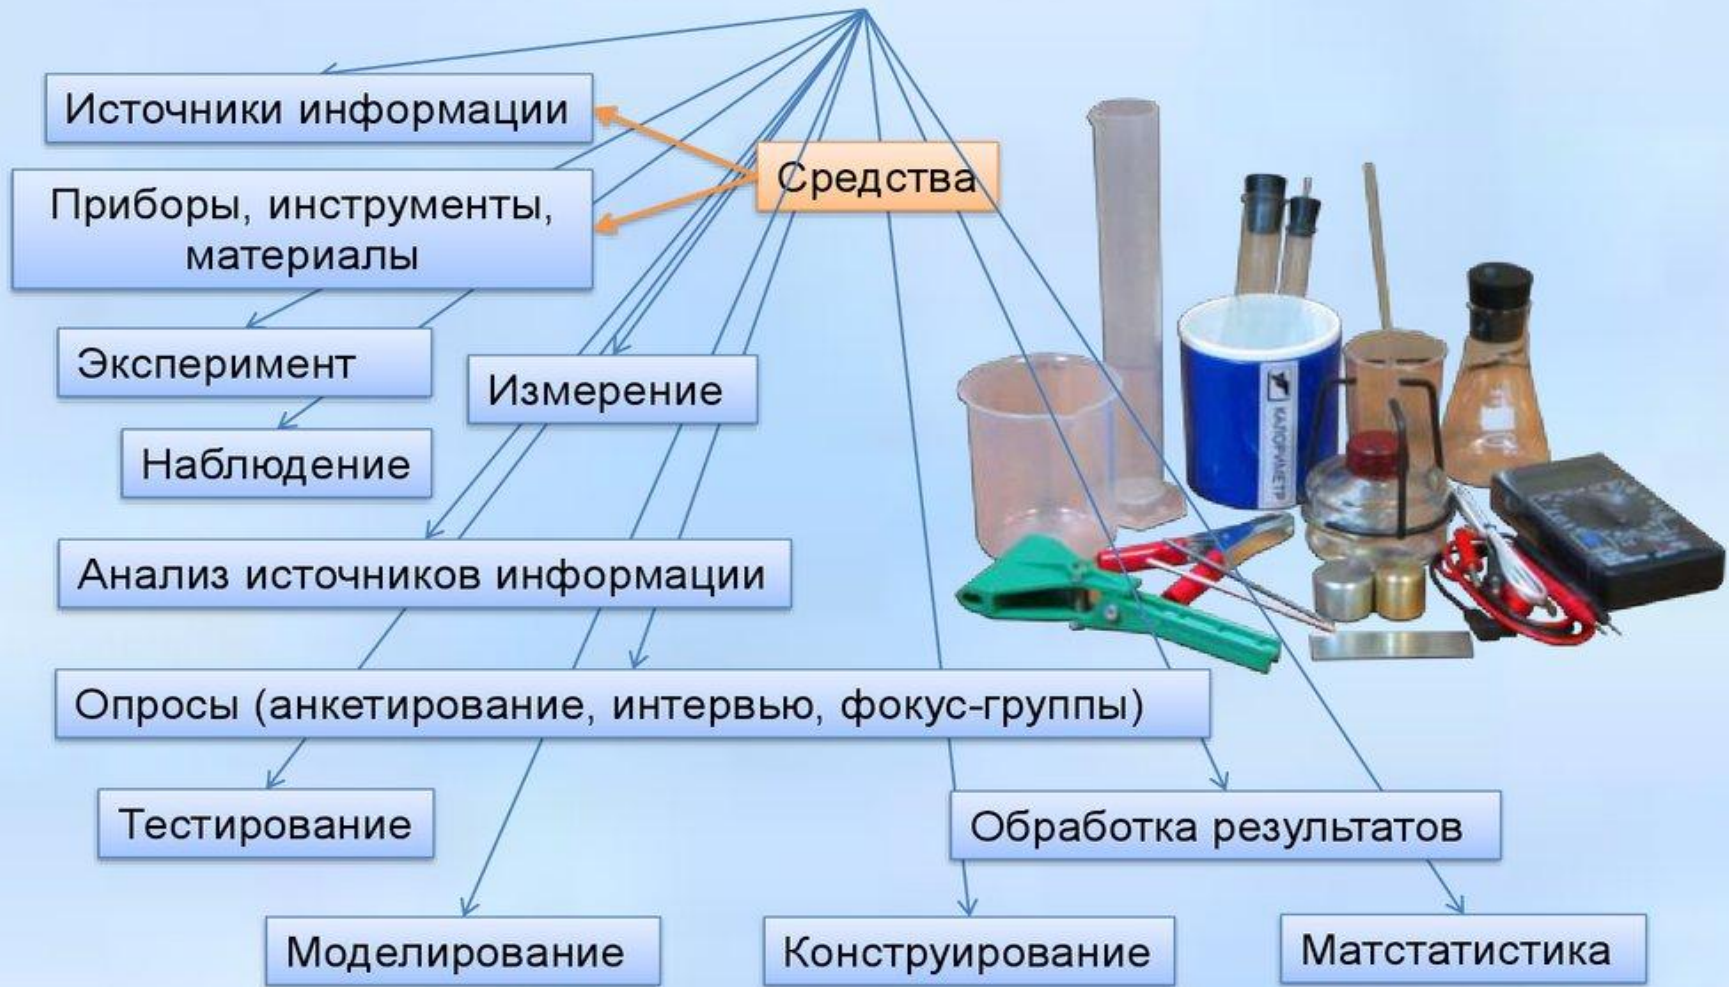 Источники информации
Средства
Приборы, инструменты,
материалы
Эксперимент
Измерение
Наблюдение
КАЛОРИМЕТР
Анализ источников информации
Опросы (анкетирование, интервью, фокус-группы)
Тестирование
Обработка результатов
Моделирование
Конструирование
Матстатистика